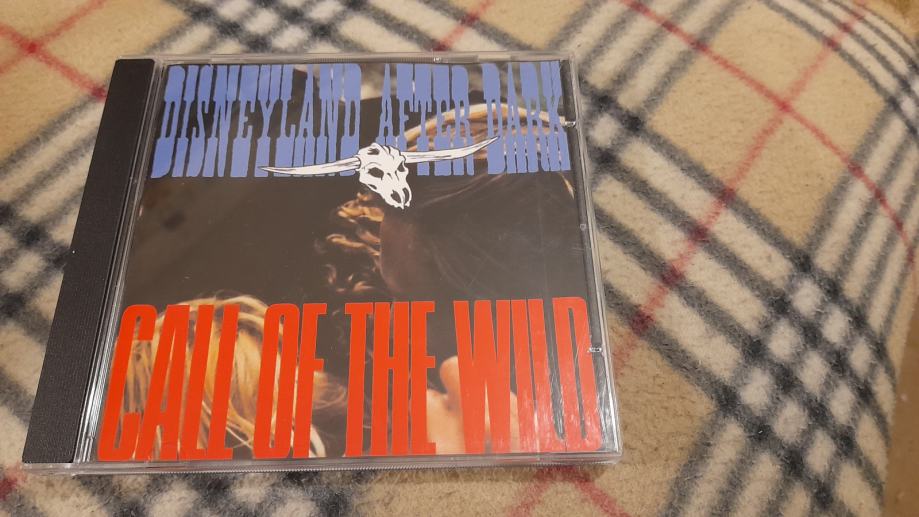 DISNEYLAND AFTER DARK
CALL OF THE WILD